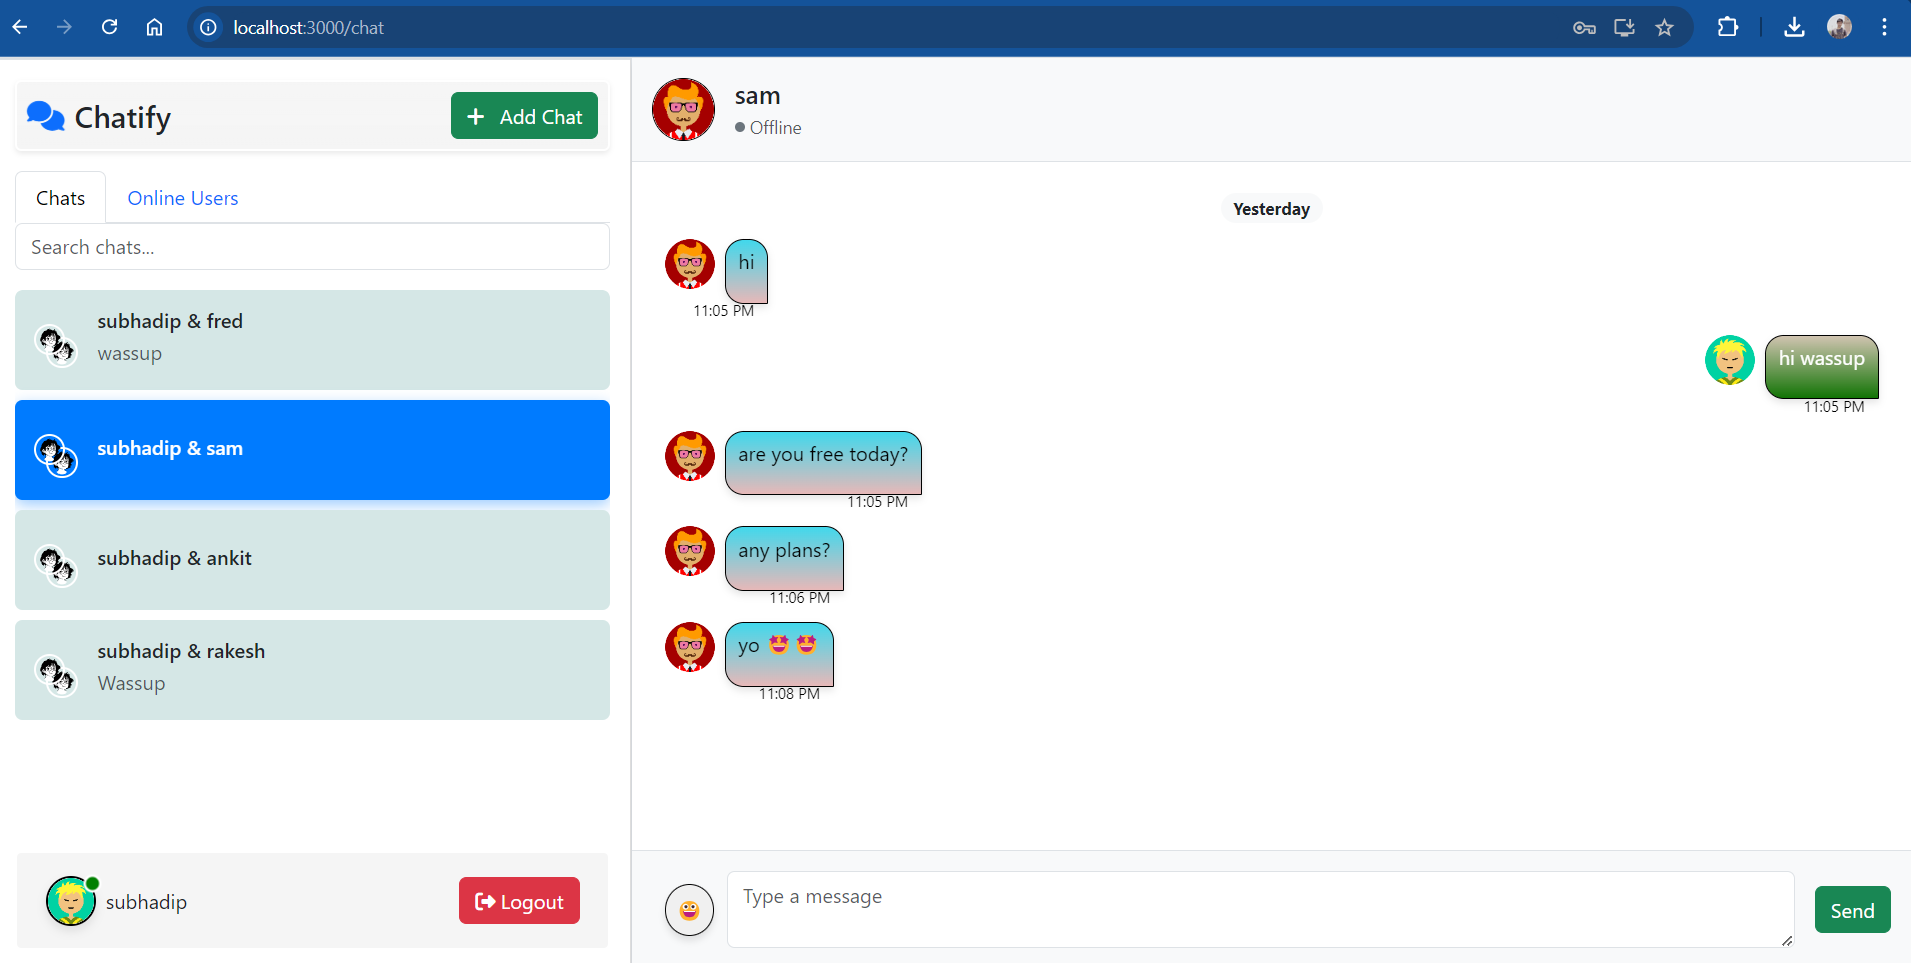 localhost:3000/chat
Chatify
+ Add Chat
Chats
Online Users
Search chats...
subhadip & fred
wassup
subhadip & sam
subhadip & ankit
subhadip & rakesh
Wassup
subhadip
Logout
sam
Offline
Yesterday
hi
11:05 PM
hi wassup
11:05 PM
are you free today?
11:05 PM
any plans?
11:06 PM
yo 🤩 🤩
11:08 PM
Type a message
Send